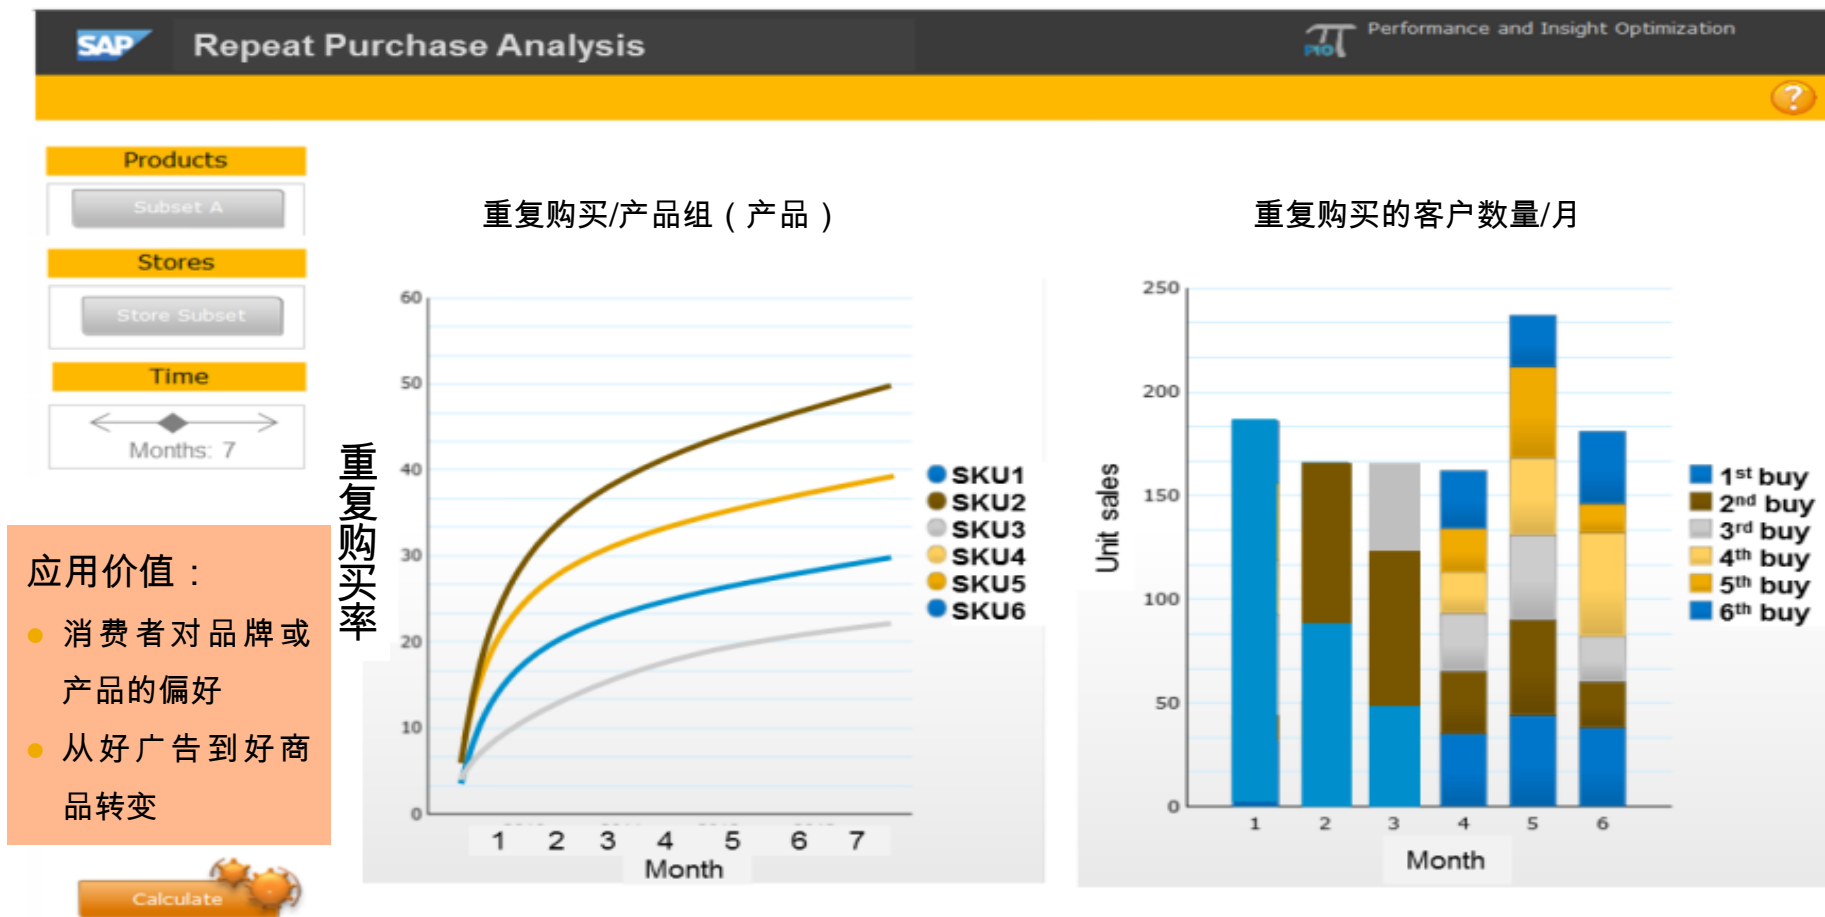 SAP
Repeat Purchase Analysis
PIO
Performance and Insight Optimization
?
Products
Subset A
Stores
Store Subset
Time
Months: 7
应用价值：
消费者对品牌或
产品的偏好
从好广告到好商
品转变
Calculate
重复购买/产品组（产品）
重复购买率
60
50
40
30
20
10
0
1 2 3 4 5 6 7
Month
SKU1
SKU2
SKU3
SKU4
SKU5
SKU6
重复购买的客户数量/月
Unit sales
250
200
150
100
50
0
1 2 3 4 5 6
Month
1st buy
2nd buy
3rd buy
4th buy
5th buy
6th buy